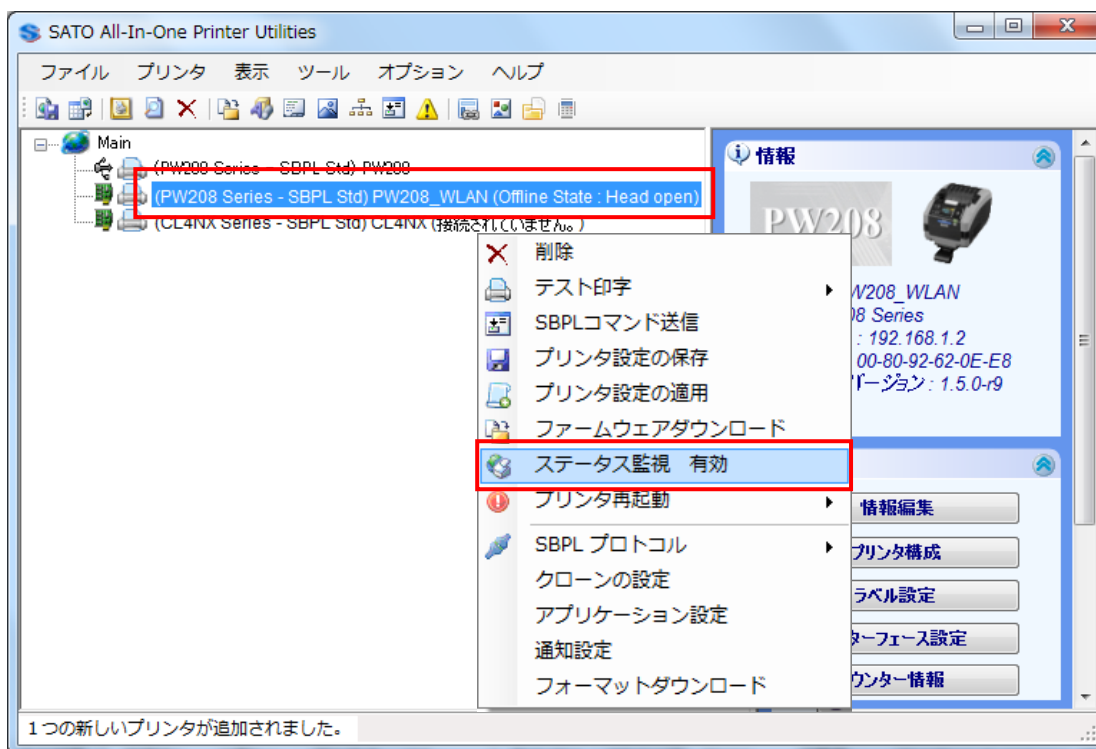 SATO All-In-One Printer Utilities
ファイル プリンタ 表示 ツール オプション ヘルプ
Main
(PW208 Series - SBPL Std) PW208
(PW208 Series - SBPL Std) PW208_WLAN (Offline State : Head open)
(CL4NX Series - SBPL Std) CL4NX (接続されていません。)
削除
テスト印字
SBPLコマンド送信
プリンタ設定の保存
プリンタ設定の適用
ファームウェアダウンロード
ステータス監視 有効
プリンタ再起動
SBPL プロトコル
クローンの設定
アプリケーション設定
通知設定
フォーマットダウンロード
情報
PW208
W208_WLAN
08 Series
: 192.168.1.2
00-80-92-62-0E-E8
バージョン : 1.5.0-r9
情報編集
プリンタ構成
ラベル設定
ターフェース設定
ウンター情報
1つの新しいプリンタが追加されました。